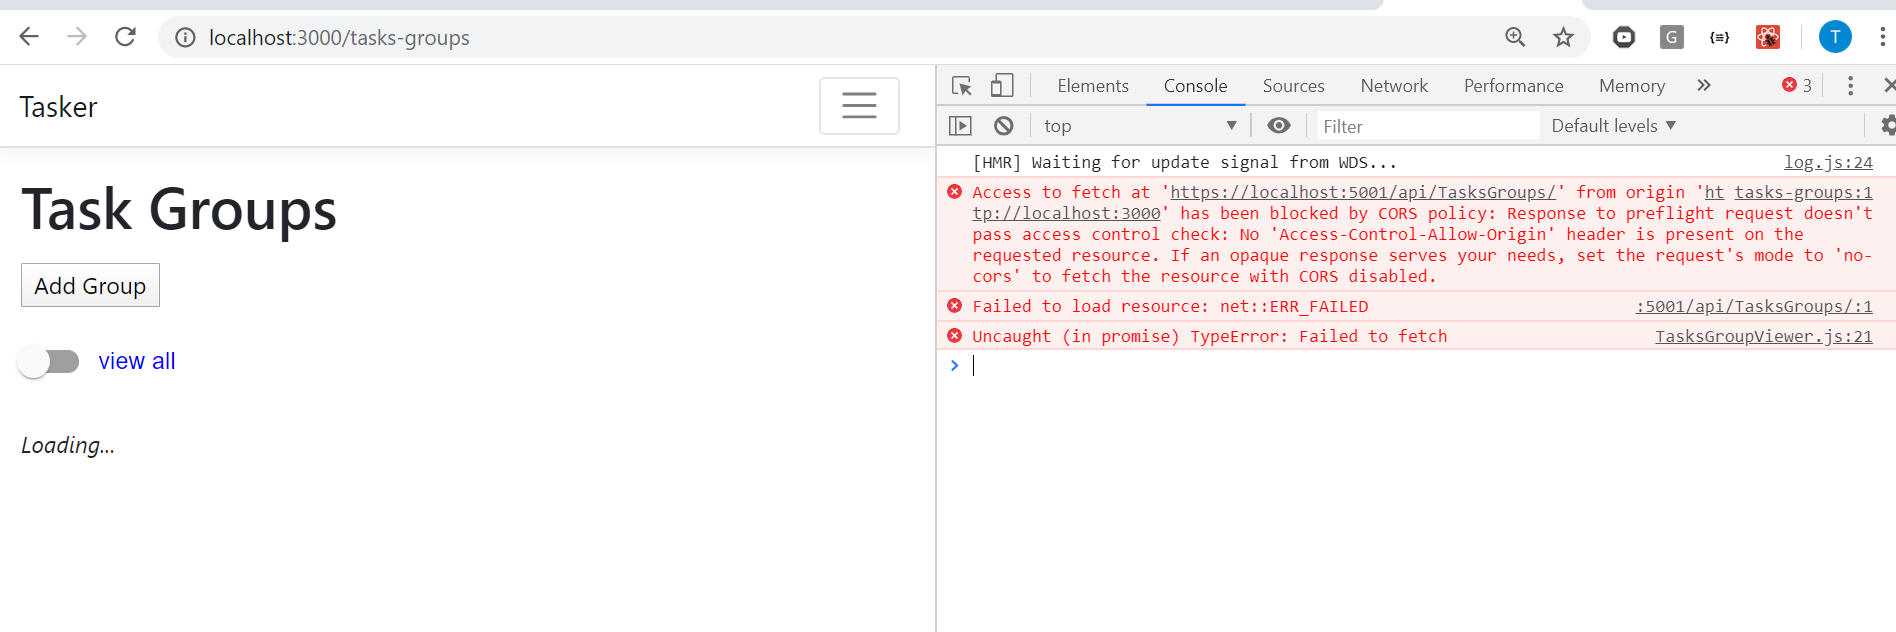 localhost:3000/tasks-groups
G
T
Tasker
Task Groups
Add Group
view all
Loading...
Elements Console Sources Network Performance Memory » 3
top Filter Default levels
[HMR] Waiting for update signal from WDS... log.js:24
Access to fetch at 'https://localhost:5001/api/TasksGroups/' from origin 'ht tasks-groups:1
tp://localhost:3000' has been blocked by CORS policy: Response to preflight request doesn't
pass access control check: No 'Access-Control-Allow-Origin' header is present on the
requested resource. If an opaque response serves your needs, set the request's mode to 'no-
cors' to fetch the resource with CORS disabled.
Failed to load resource: net::ERR_FAILED :5001/api/TasksGroups/:1
Uncaught (in promise) TypeError: Failed to fetch TasksGroupViewer.js:21